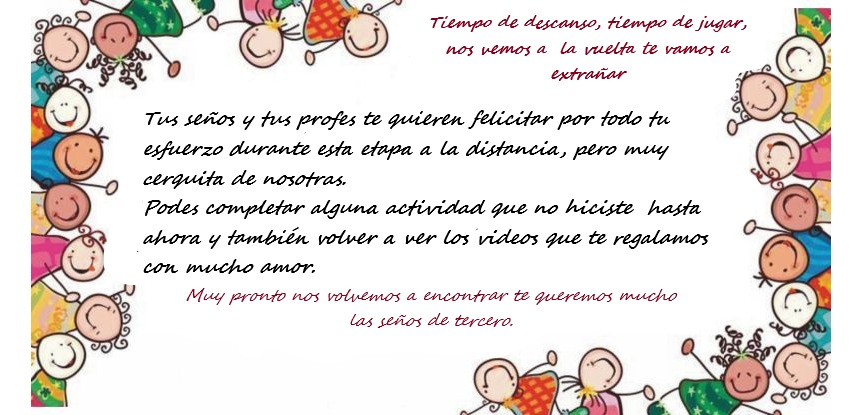 Tiempo de descanso, tiempo de jugar,
nos vemos a la vuelta te vamos a
extrañar
Tus seños y tus profes te quieren felicitar por todo tu
esfuerzo durante esta etapa a la distancia, pero muy
cerquita de nosotras.
Podes completar alguna actividad que no hiciste hasta
ahora y también volver a ver los videos que te regalamos
con mucho amor.
Muy pronto nos volvemos a encontrar te queremos mucho
las seños de tercero.